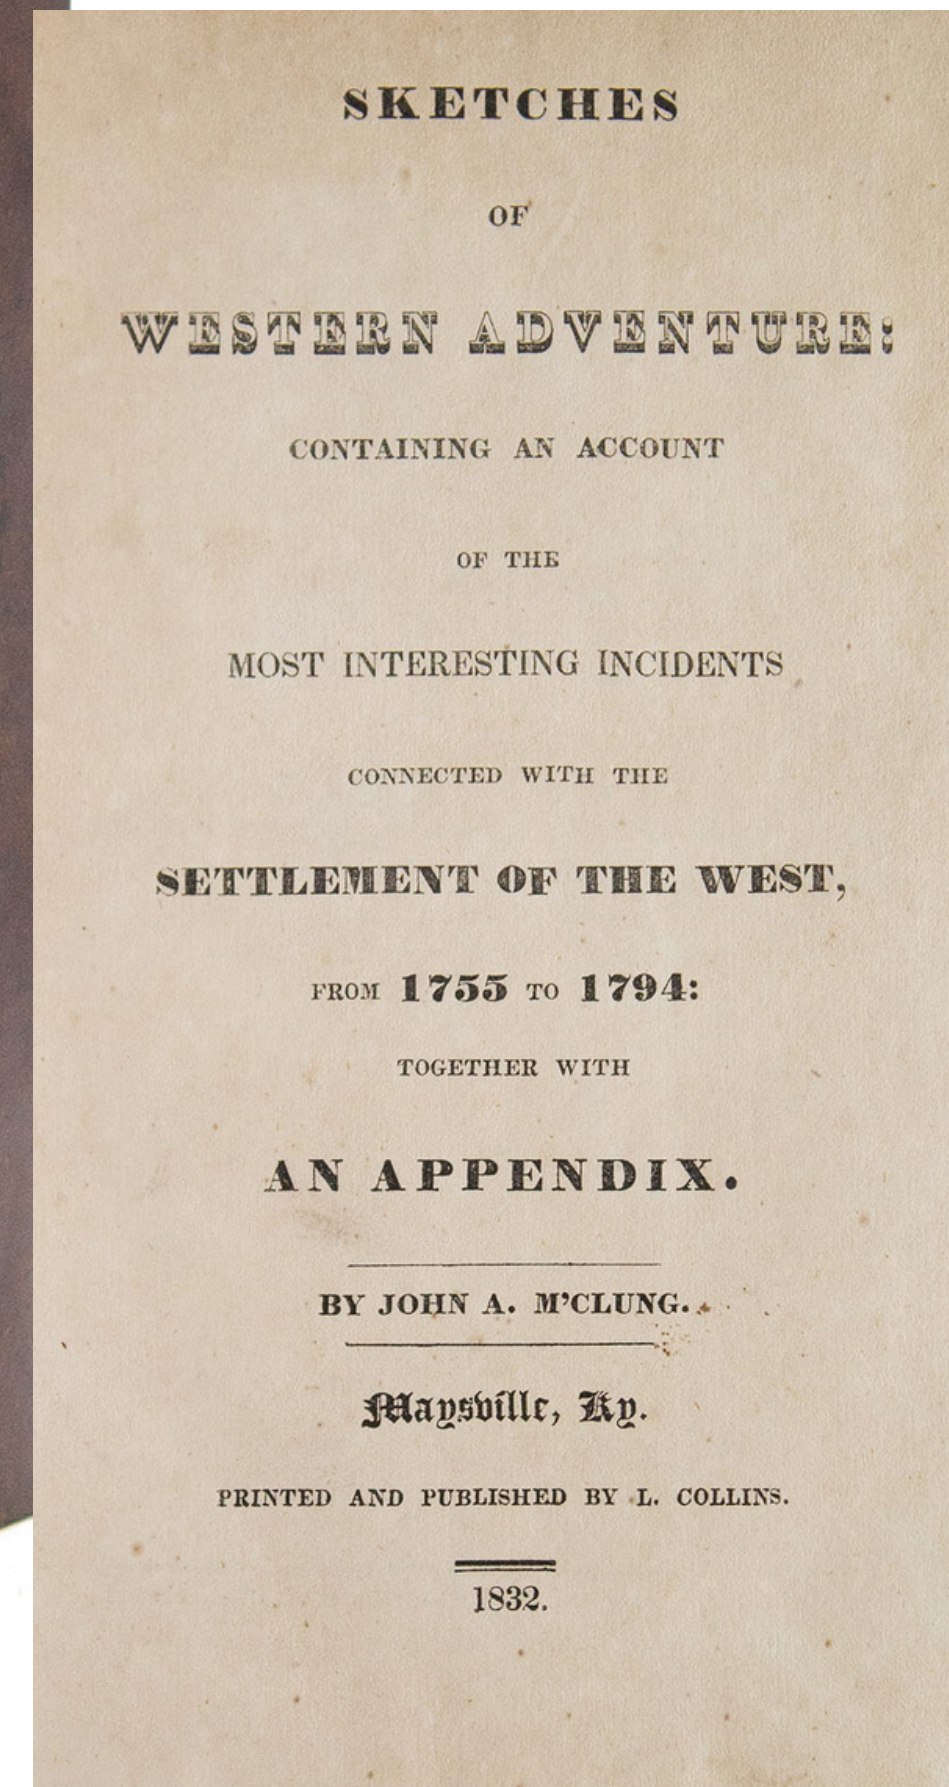 SKETCHES
OF
WESTERN ADVENTURE:
CONTAINING AN ACCOUNT
OF THE
MOST INTERESTING INCIDENTS
CONNECTED WITH THE
SETTLEMENT OF THE WEST,
FROM 1755 TO 1794:
TOGETHER WITH
AN APPENDIX.
BY JOHN A. M'CLUNG.
Maysville, Ky.
PRINTED AND PUBLISHED BY L. COLLINS.
1832.